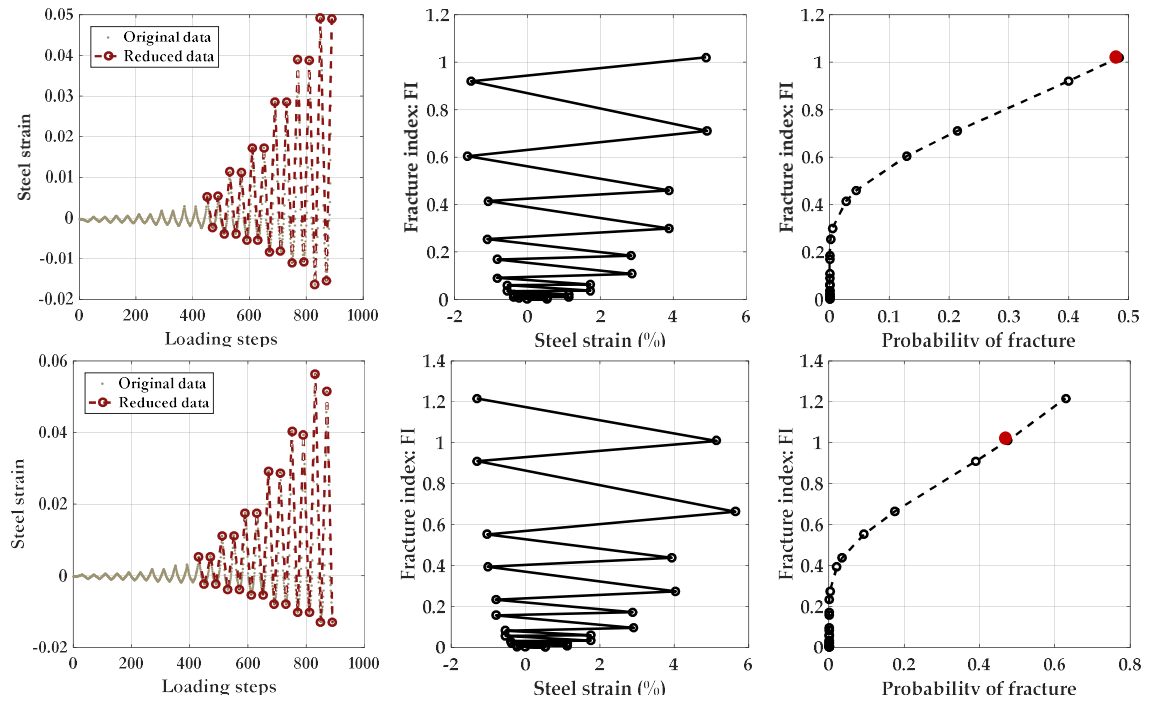 0.05
0.04
0.03
0.02
0.01
0
-0.01
-0.02
Steel strain
Original data
Reduced data
0 200 400 600 800 1000
Loading steps
1.2
1
0.8
0.6
0.4
0.2
0
Fracture index: FI
-2 0 2 4 6
Steel strain (%)
1.2
1
0.8
0.6
0.4
0.2
0
Fracture index: FI
0 0.1 0.2 0.3 0.4 0.5
Probability of fracture
0.06
0.04
0.02
0
-0.02
Steel strain
Original data
Reduced data
0 200 400 600 800 1000
Loading steps
1.4
1.2
1
0.8
0.6
0.4
0.2
0
Fracture index: FI
-2 0 2 4 6
Steel strain (%)
1.4
1.2
1
0.8
0.6
0.4
0.2
0
Fracture index: FI
0 0.2 0.4 0.6 0.8
Probability of fracture